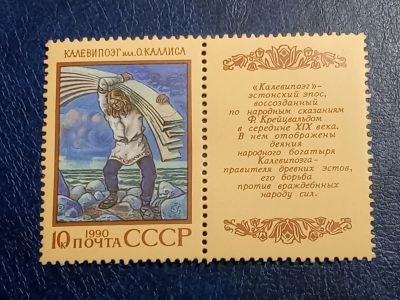 КАЛЕВИПОЭГ ИЛЛ. О. КАЛЛИСА
10К 1990 ПОЧТА СССР
«Калевипоэг»-
эстонский эпос,
воссозданный
по народным сказаниям
Ф. Крейцвальдом
в середине XIX века.
В нем отображены
деяния
народного богатыря
Калевипоэга-
правителя древних эстов,
его борьба
против враждебных
народу сил.